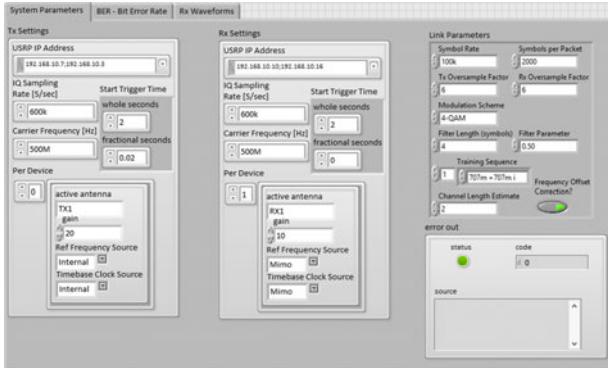 System Parameters
BER - Bit Error Rate
Rx Waveforms
Tx Settings
USRP IP Address
192.168.10.7;192.168.10.3
IQ Sampling
Rate [S/sec]
600k
Carrier Frequency [Hz]
500M
Start Trigger Time
whole seconds
2
fractional seconds
0.02
Per Device
0
active antenna
TX1
gain
20
Ref Frequency Source
Internal
Timebase Clock Source
Internal
Rx Settings
USRP IP Address
192.168.10.10;192.168.10.16
IQ Sampling
Rate [S/sec]
600k
Carrier Frequency [Hz]
500M
Start Trigger Time
whole seconds
2
fractional seconds
0
Per Device
1
active antenna
RX1
gain
10
Ref Frequency Source
Mimo
Timebase Clock Source
Mimo
Link Parameters
Symbol Rate
100k
Symbols per Packet
2000
Tx Oversample Factor
6
Rx Oversample Factor
6
Modulation Scheme
4-QAM
Filter Length (symbols)
4
Filter Parameter
0.50
Training Sequence
1
707m +707m i
Channel Length Estimate
2
Frequency Offset
Correction?
error out
status
code
0
source